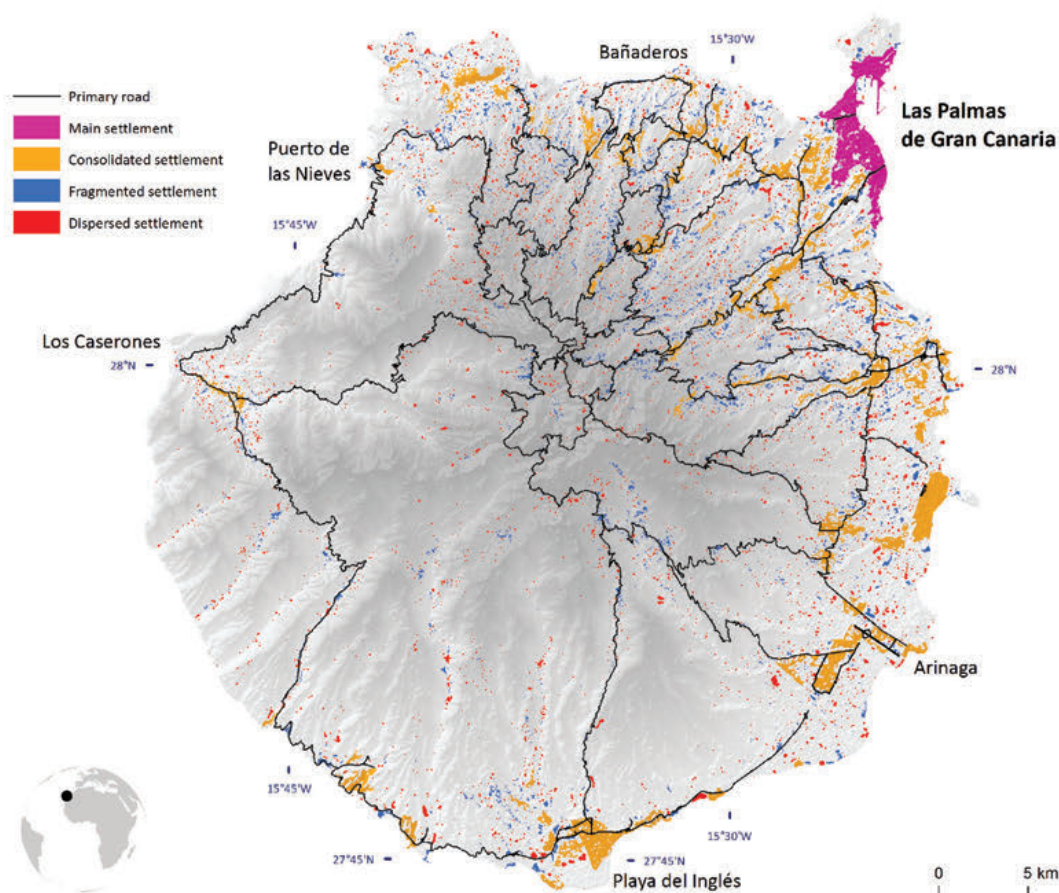 Bañaderos
15°30'W
Primary road
Main settlement
Consolidated settlement
Fragmented settlement
Dispersed settlement
Las Palmas
de Gran Canaria
Puerto de
las Nieves
15°45'W
Los Caserones
28°N
28°N
Arinaga
15°45'W
15°30'W
27°45'N
27°45'N
Playa del Inglés
0 5 km